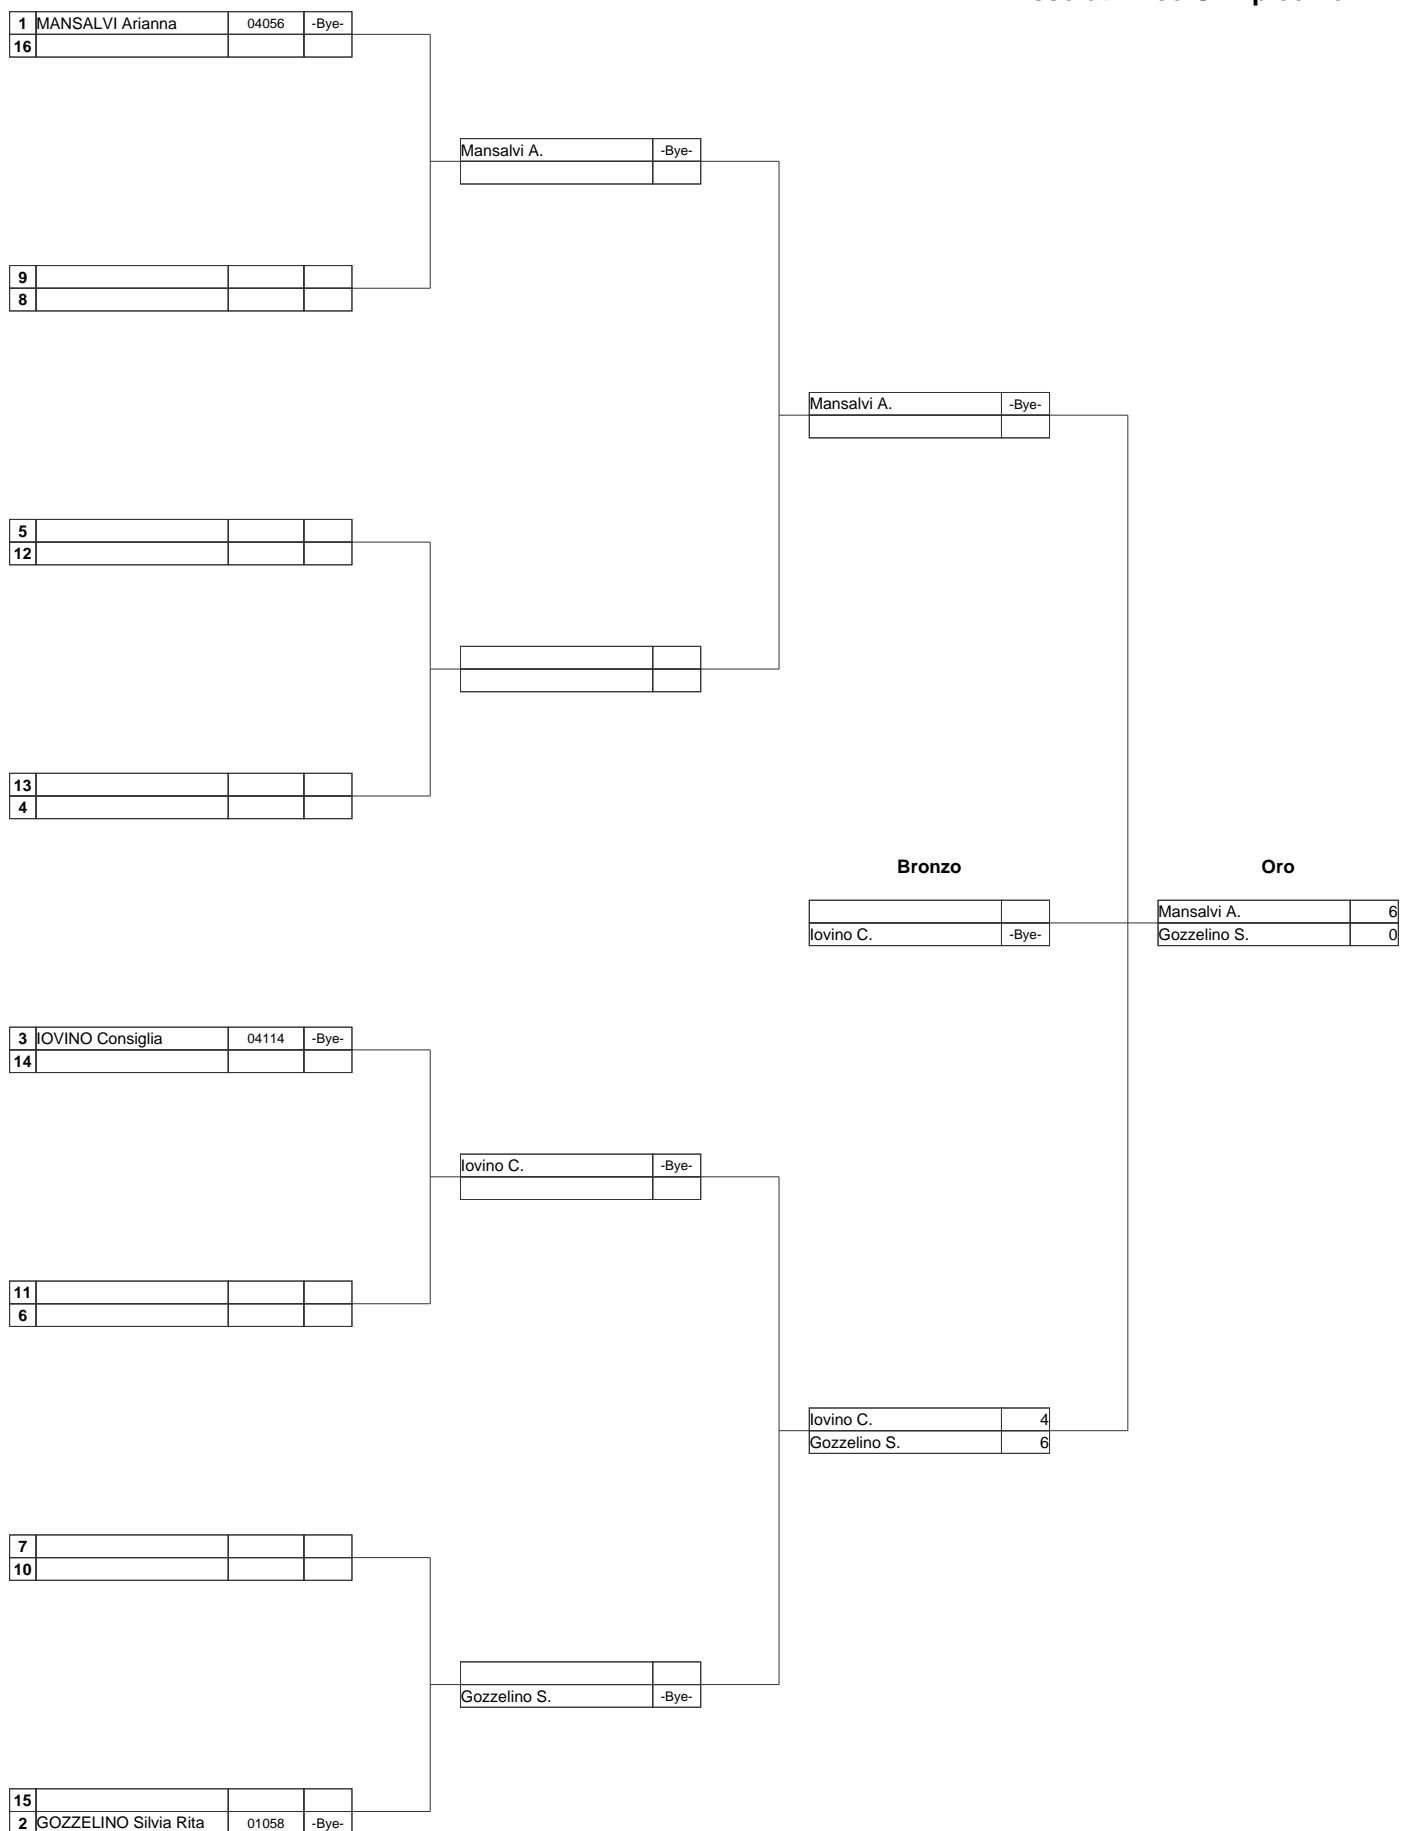 1 MANSALVI Arianna 04056 -Bye-
16
Mansalvi A. -Bye-
9
8
Mansalvi A. -Bye-
5
12
13
4
Bronzo Oro
Mansalvi A. 6
Iovino C. -Bye- Gozzelino S. 0
3 IOVINO Consiglia 04114 -Bye-
14
Iovino C. -Bye-
11
6
Iovino C. 4
Gozzelino S. 6
7
10
Gozzelino S. -Bye-
15
2 GOZZELINO Silvia Rita 01058 -Bye-